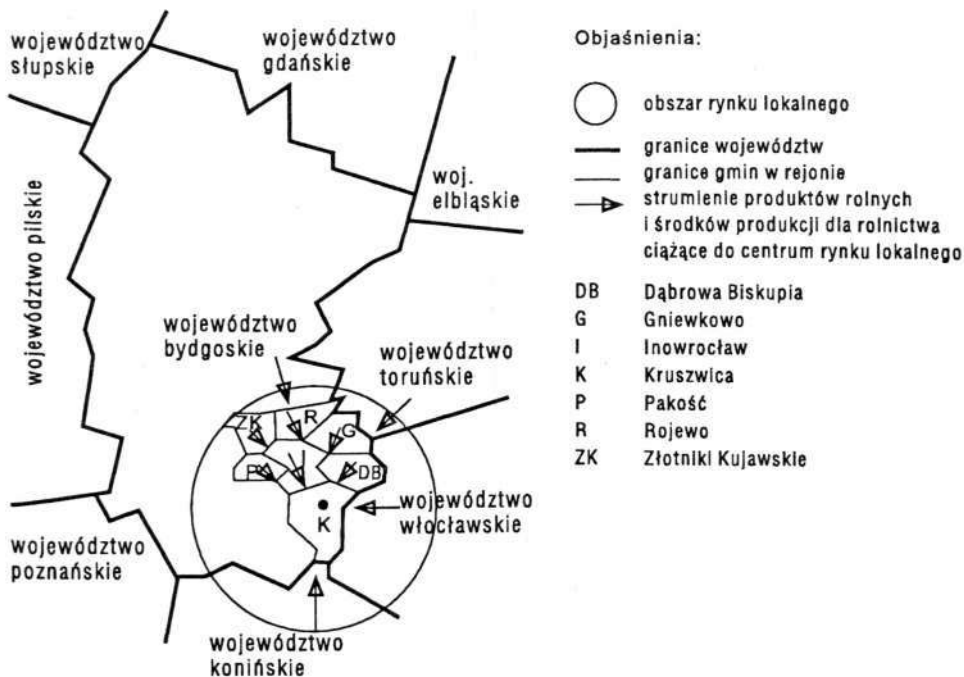 województwo
słupskie
województwo
gdańskie
woj.
elbląskie
województwo pilskie
województwo
bydgoskie
województwo
toruńskie
ZK
R
G
P
DB
K
województwo
włocławskie
województwo
poznańskie
województwo
konińskie
Objaśnienia:
obszar rynku lokalnego
granice województw
granice gmin w rejonie
strumienie produktów rolnych
i środków produkcji dla rolnictwa
ciążące do centrum rynku lokalnego
DB Dąbrowa Biskupia
G Gniewkowo
I Inowrocław
K Kruszwica
P Pakość
R Rojewo
ZK Złotniki Kujawskie